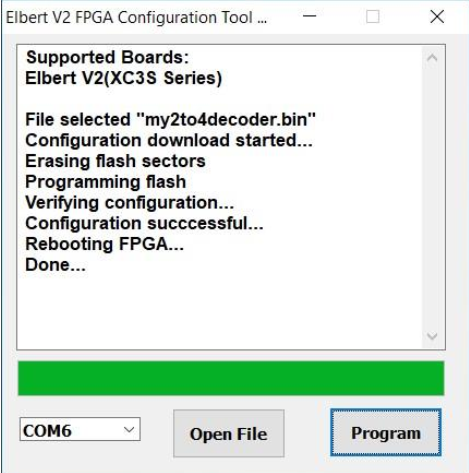 Elbert V2 FPGA Configuration Tool ...
Supported Boards:
Elbert V2(XC3S Series)
File selected "my2to4decoder.bin"
Configuration download started...
Erasing flash sectors
Programming flash
Verifying configuration...
Configuration succcessful...
Rebooting FPGA...
Done...
COM6
Open File
Program